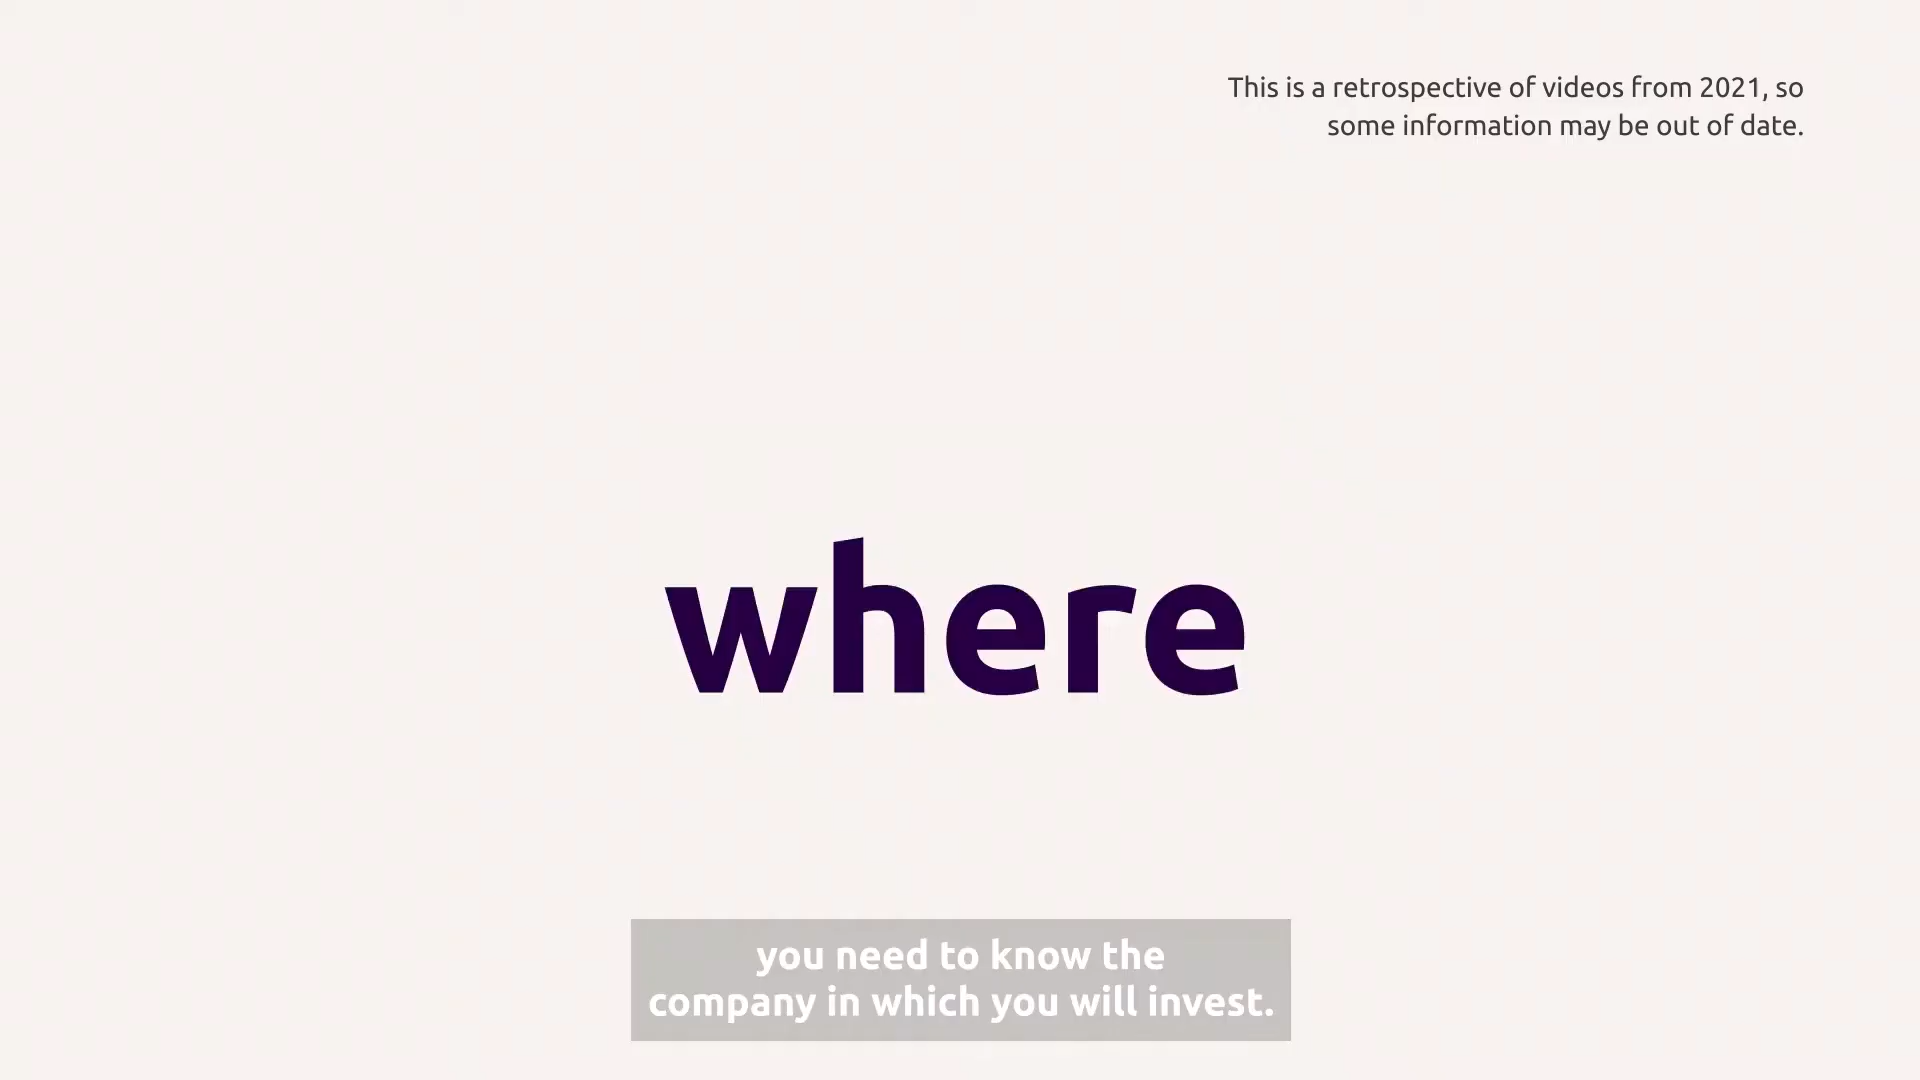 This is a retrospective of videos from 2021, so
some information may be out of date.
where
you need to know the
company in which you will invest.